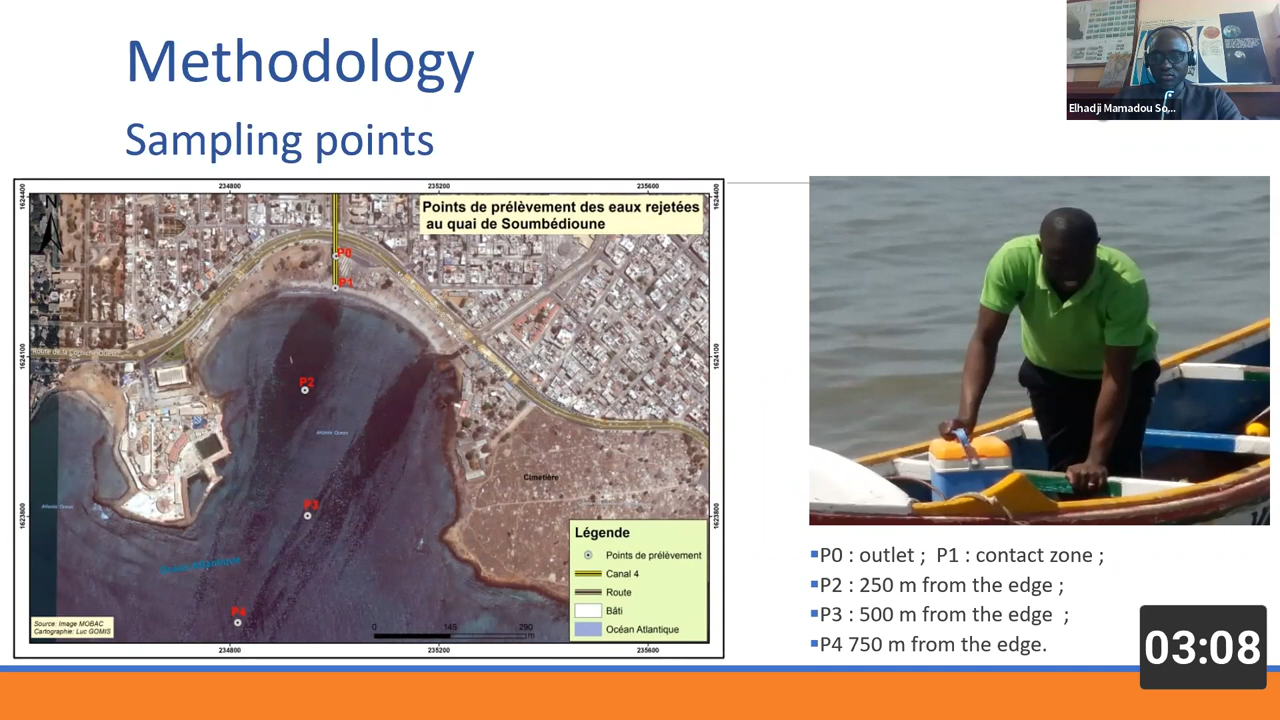 Methodology
Elhadji Mamadou So,...
Sampling points
234800
235200
235600
1624400
1624400
N
Points de prélèvement des eaux rejetées
au quai de Soumbédioune
P0
P1
Route de la Corniche Ouest
1624100
1624100
P2
Atlantic Ocean
Cimetière
Atlantic Ocean
P3
1623800
1623800
Légende
Points de prélèvement
Canal 4
Route
Bâti
Océan Atlantique
P4
Source: Image MOBAC
Cartographie: Luc GOMIS
0
145
290
m
234800
235200
235600
▪P0 : outlet ; P1 : contact zone ;
▪P2 : 250 m from the edge ;
▪P3 : 500 m from the edge ;
▪P4 750 m from the edge.
03:08